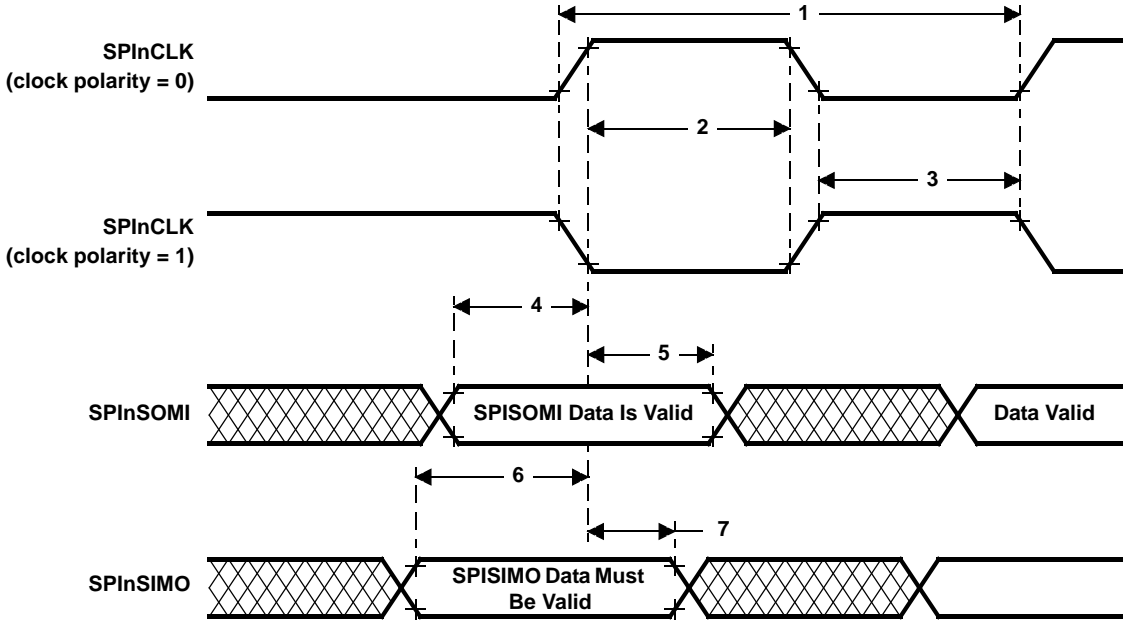 1
SPInCLK
(clock polarity = 0)
2
3
SPInCLK
(clock polarity = 1)
4
5
SPInSOMI
SPISOMI Data Is Valid
Data Valid
6
7
SPInSIMO
SPISIMO Data Must
Be Valid